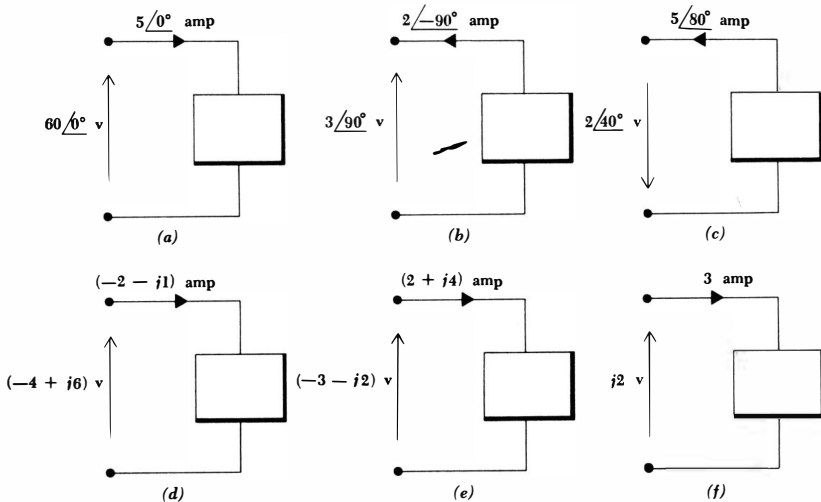 5/0° amp
2/−90° amp
5/80° amp
60/0° v
3/90° v
2/40° v
(a)
(b)
(c)
(−2 − j1) amp
(2 + j4) amp
3 amp
(−4 + j6) v
(−3 − j2) v
j2 v
(d)
(e)
(f)